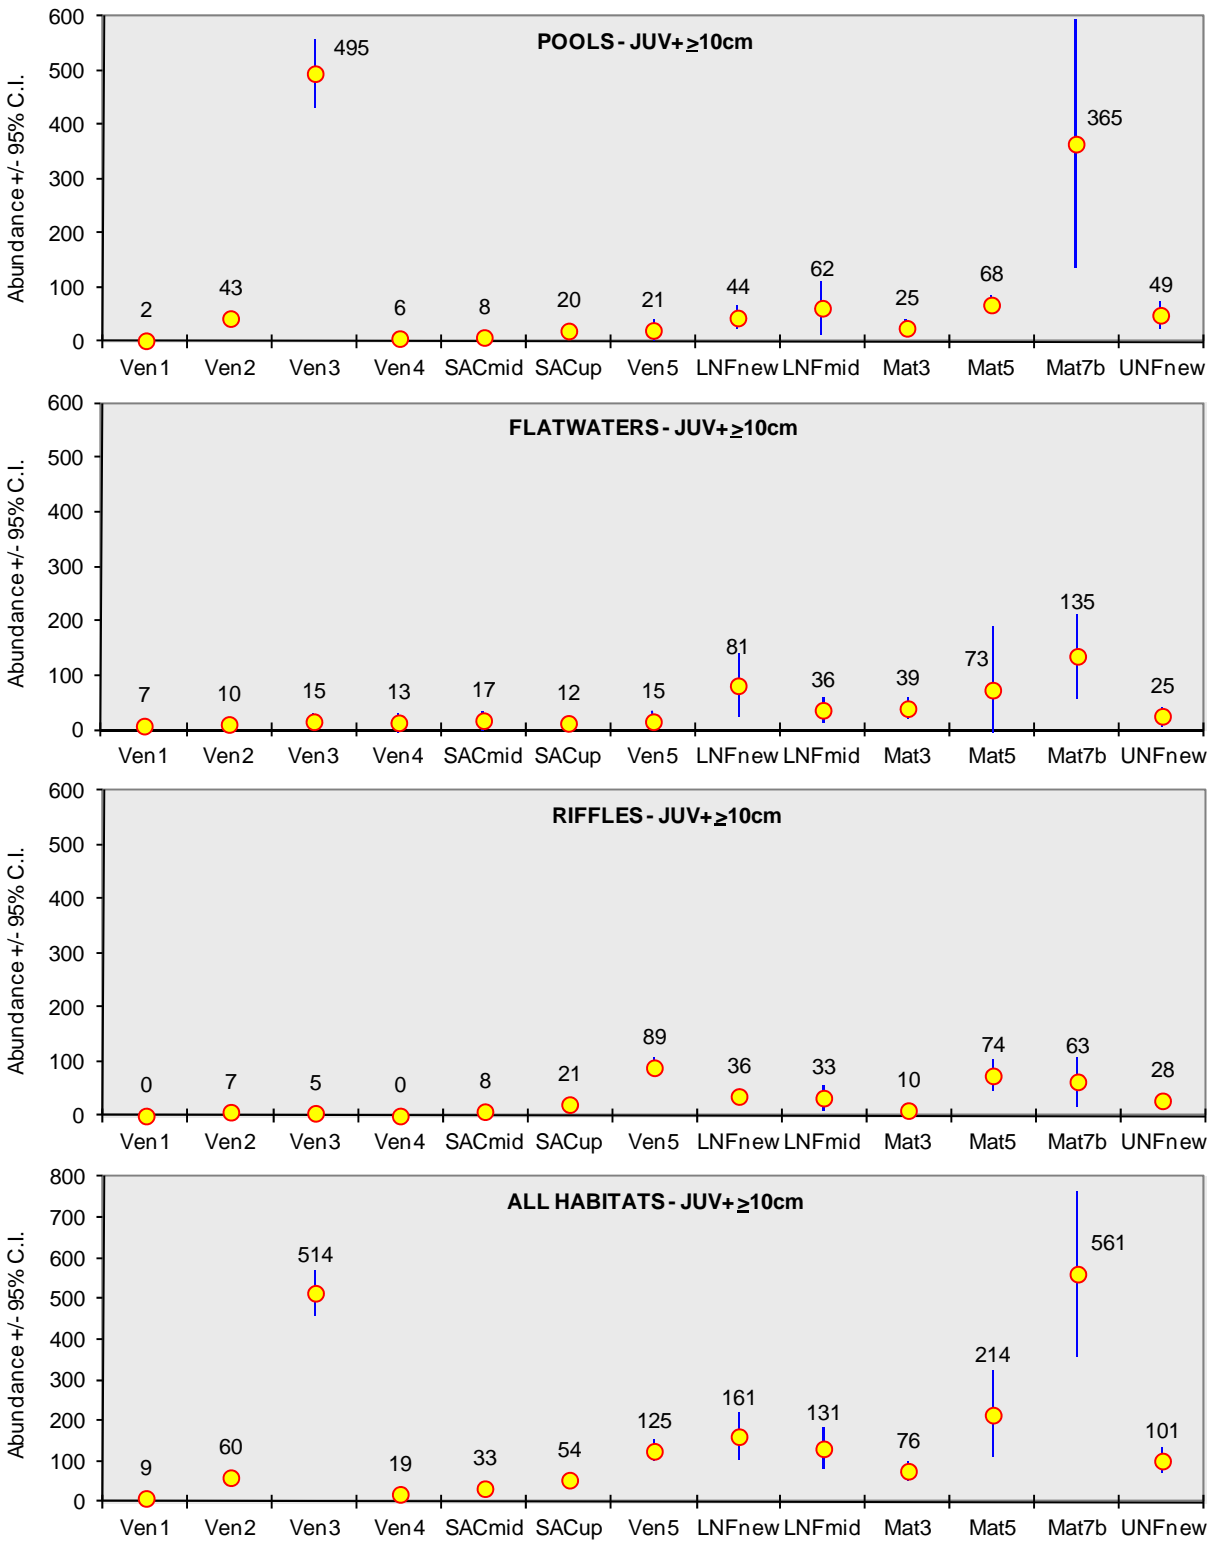 POOLS - JUV+ ≥10cm
Abundance +/- 95% C.I.
600
500
400
300
200
100
0
2 43 495 6 8 20 21 44 62 25 68 365 49
Ven1 Ven2 Ven3 Ven4 SACmid SACup Ven5 LNFnew LNFmid Mat3 Mat5 Mat7b UNFnew
FLATWATERS - JUV+ ≥10cm
Abundance +/- 95% C.I.
600
500
400
300
200
100
0
7 10 15 13 17 12 15 81 36 39 73 135 25
Ven1 Ven2 Ven3 Ven4 SACmid SACup Ven5 LNFnew LNFmid Mat3 Mat5 Mat7b UNFnew
RIFFLES - JUV+ ≥10cm
Abundance +/- 95% C.I.
600
500
400
300
200
100
0
0 7 5 0 8 21 89 36 33 10 74 63 28
Ven1 Ven2 Ven3 Ven4 SACmid SACup Ven5 LNFnew LNFmid Mat3 Mat5 Mat7b UNFnew
ALL HABITATS - JUV+ ≥10cm
Abundance +/- 95% C.I.
800
700
600
500
400
300
200
100
0
9 60 514 19 33 54 125 161 131 76 214 561 101
Ven1 Ven2 Ven3 Ven4 SACmid SACup Ven5 LNFnew LNFmid Mat3 Mat5 Mat7b UNFnew